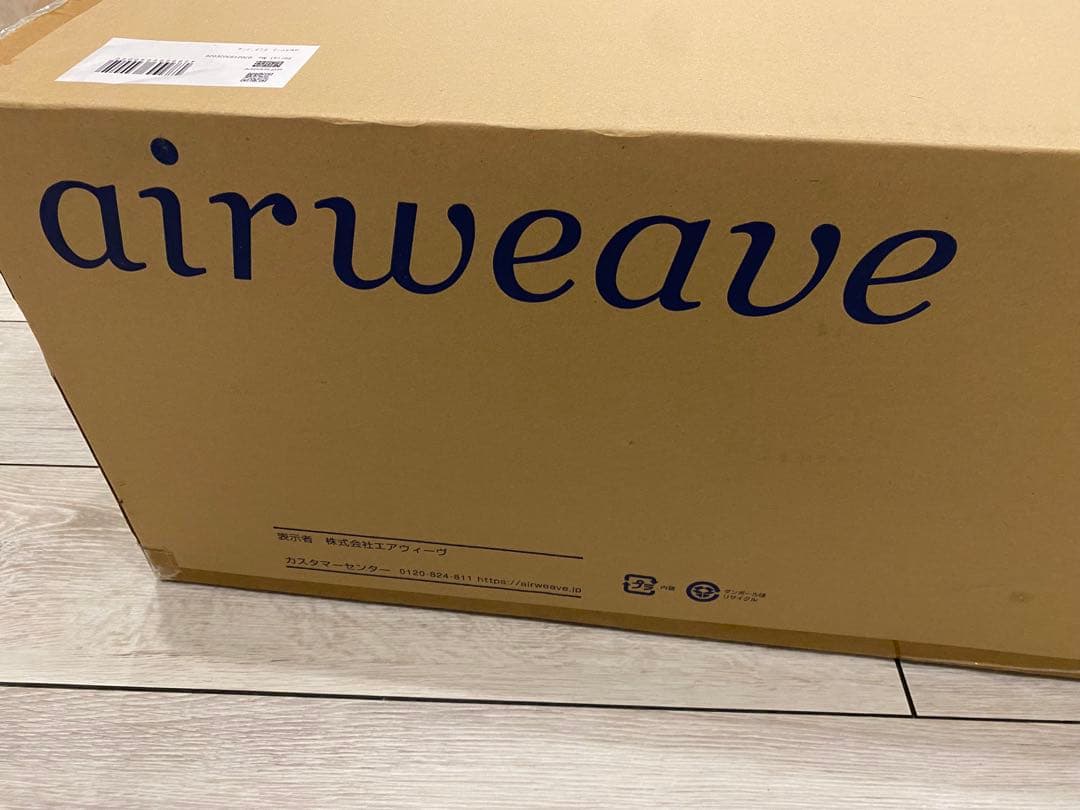 airweave
表示者 株式会社エアウィーヴ
カスタマーセンター 0120-824-811 https://airweave.jp
プラ 内袋
ダンボールは
リサイクル